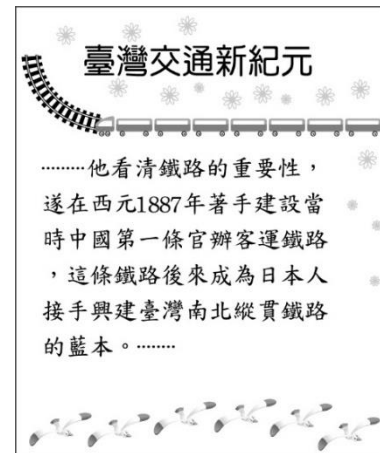 臺灣交通新紀元
………他看清鐵路的重要性，
遂在西元1887年著手建設當
時中國第一條官辦客運鐵路
，這條鐵路後來成為日本人
接手興建臺灣南北縱貫鐵路
的藍本。………